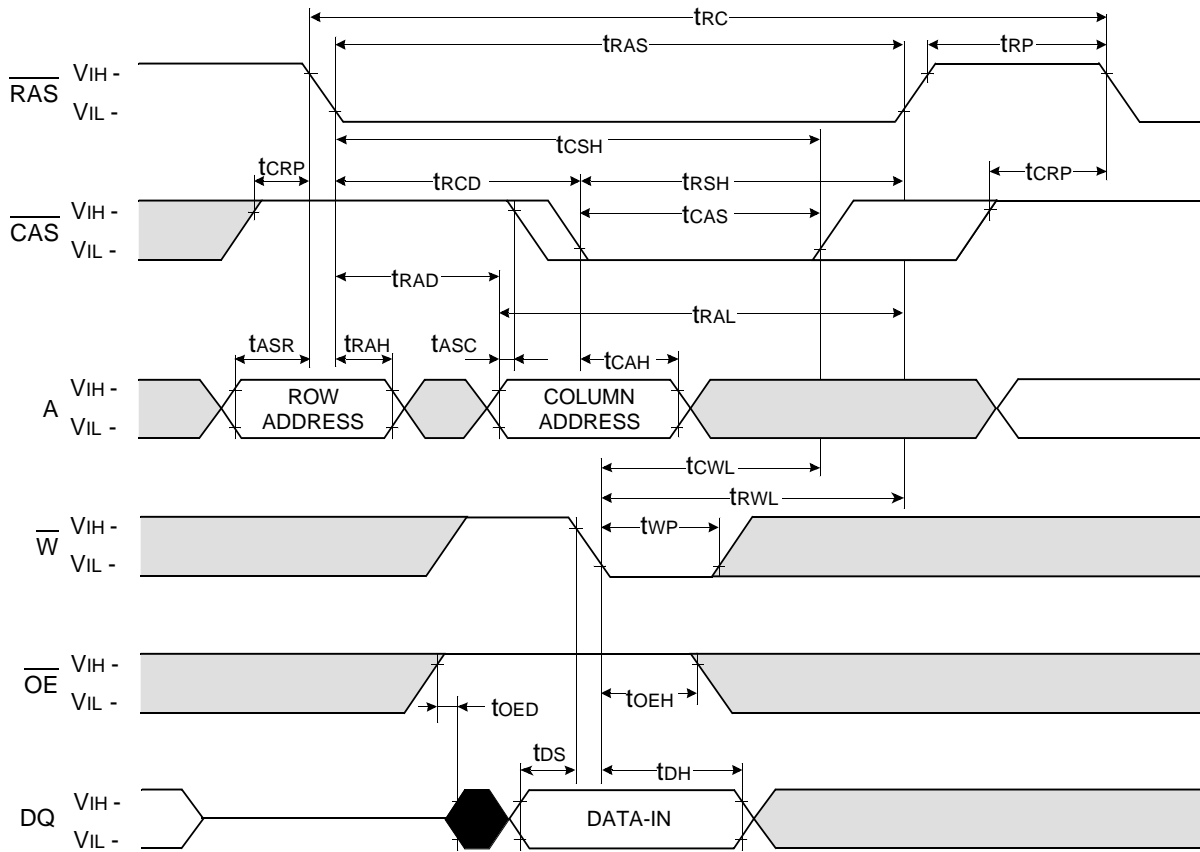 tRC
tRAS
tRP
RAS
VIH -
VIL -
tCSH
tCRP
tRCD
tRSH
tCRP
CAS
VIH -
VIL -
tCAS
tRAD
tRAL
tASR
tRAH
tASC
tCAH
A
VIH -
VIL -
ROW
ADDRESS
COLUMN
ADDRESS
tCWL
tRWL
W
VIH -
VIL -
tWP
OE
VIH -
VIL -
tOED
tOEH
tDS
tDH
DQ
VIH -
VIL -
DATA-IN